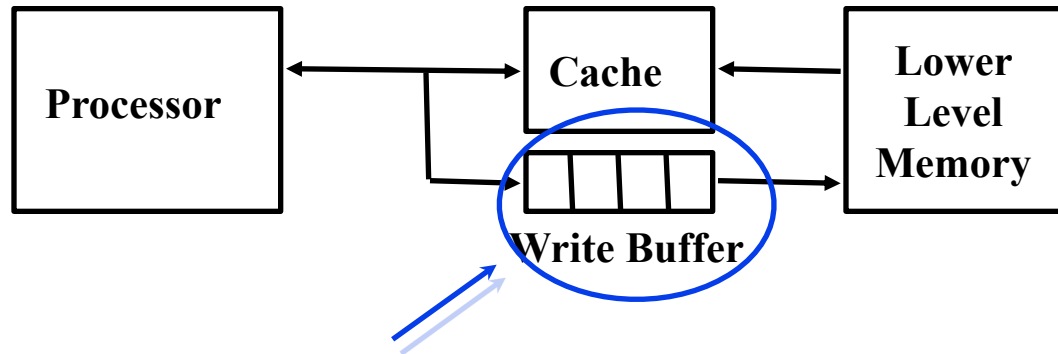 Processor
Cache
Lower
Level
Memory
Write Buffer